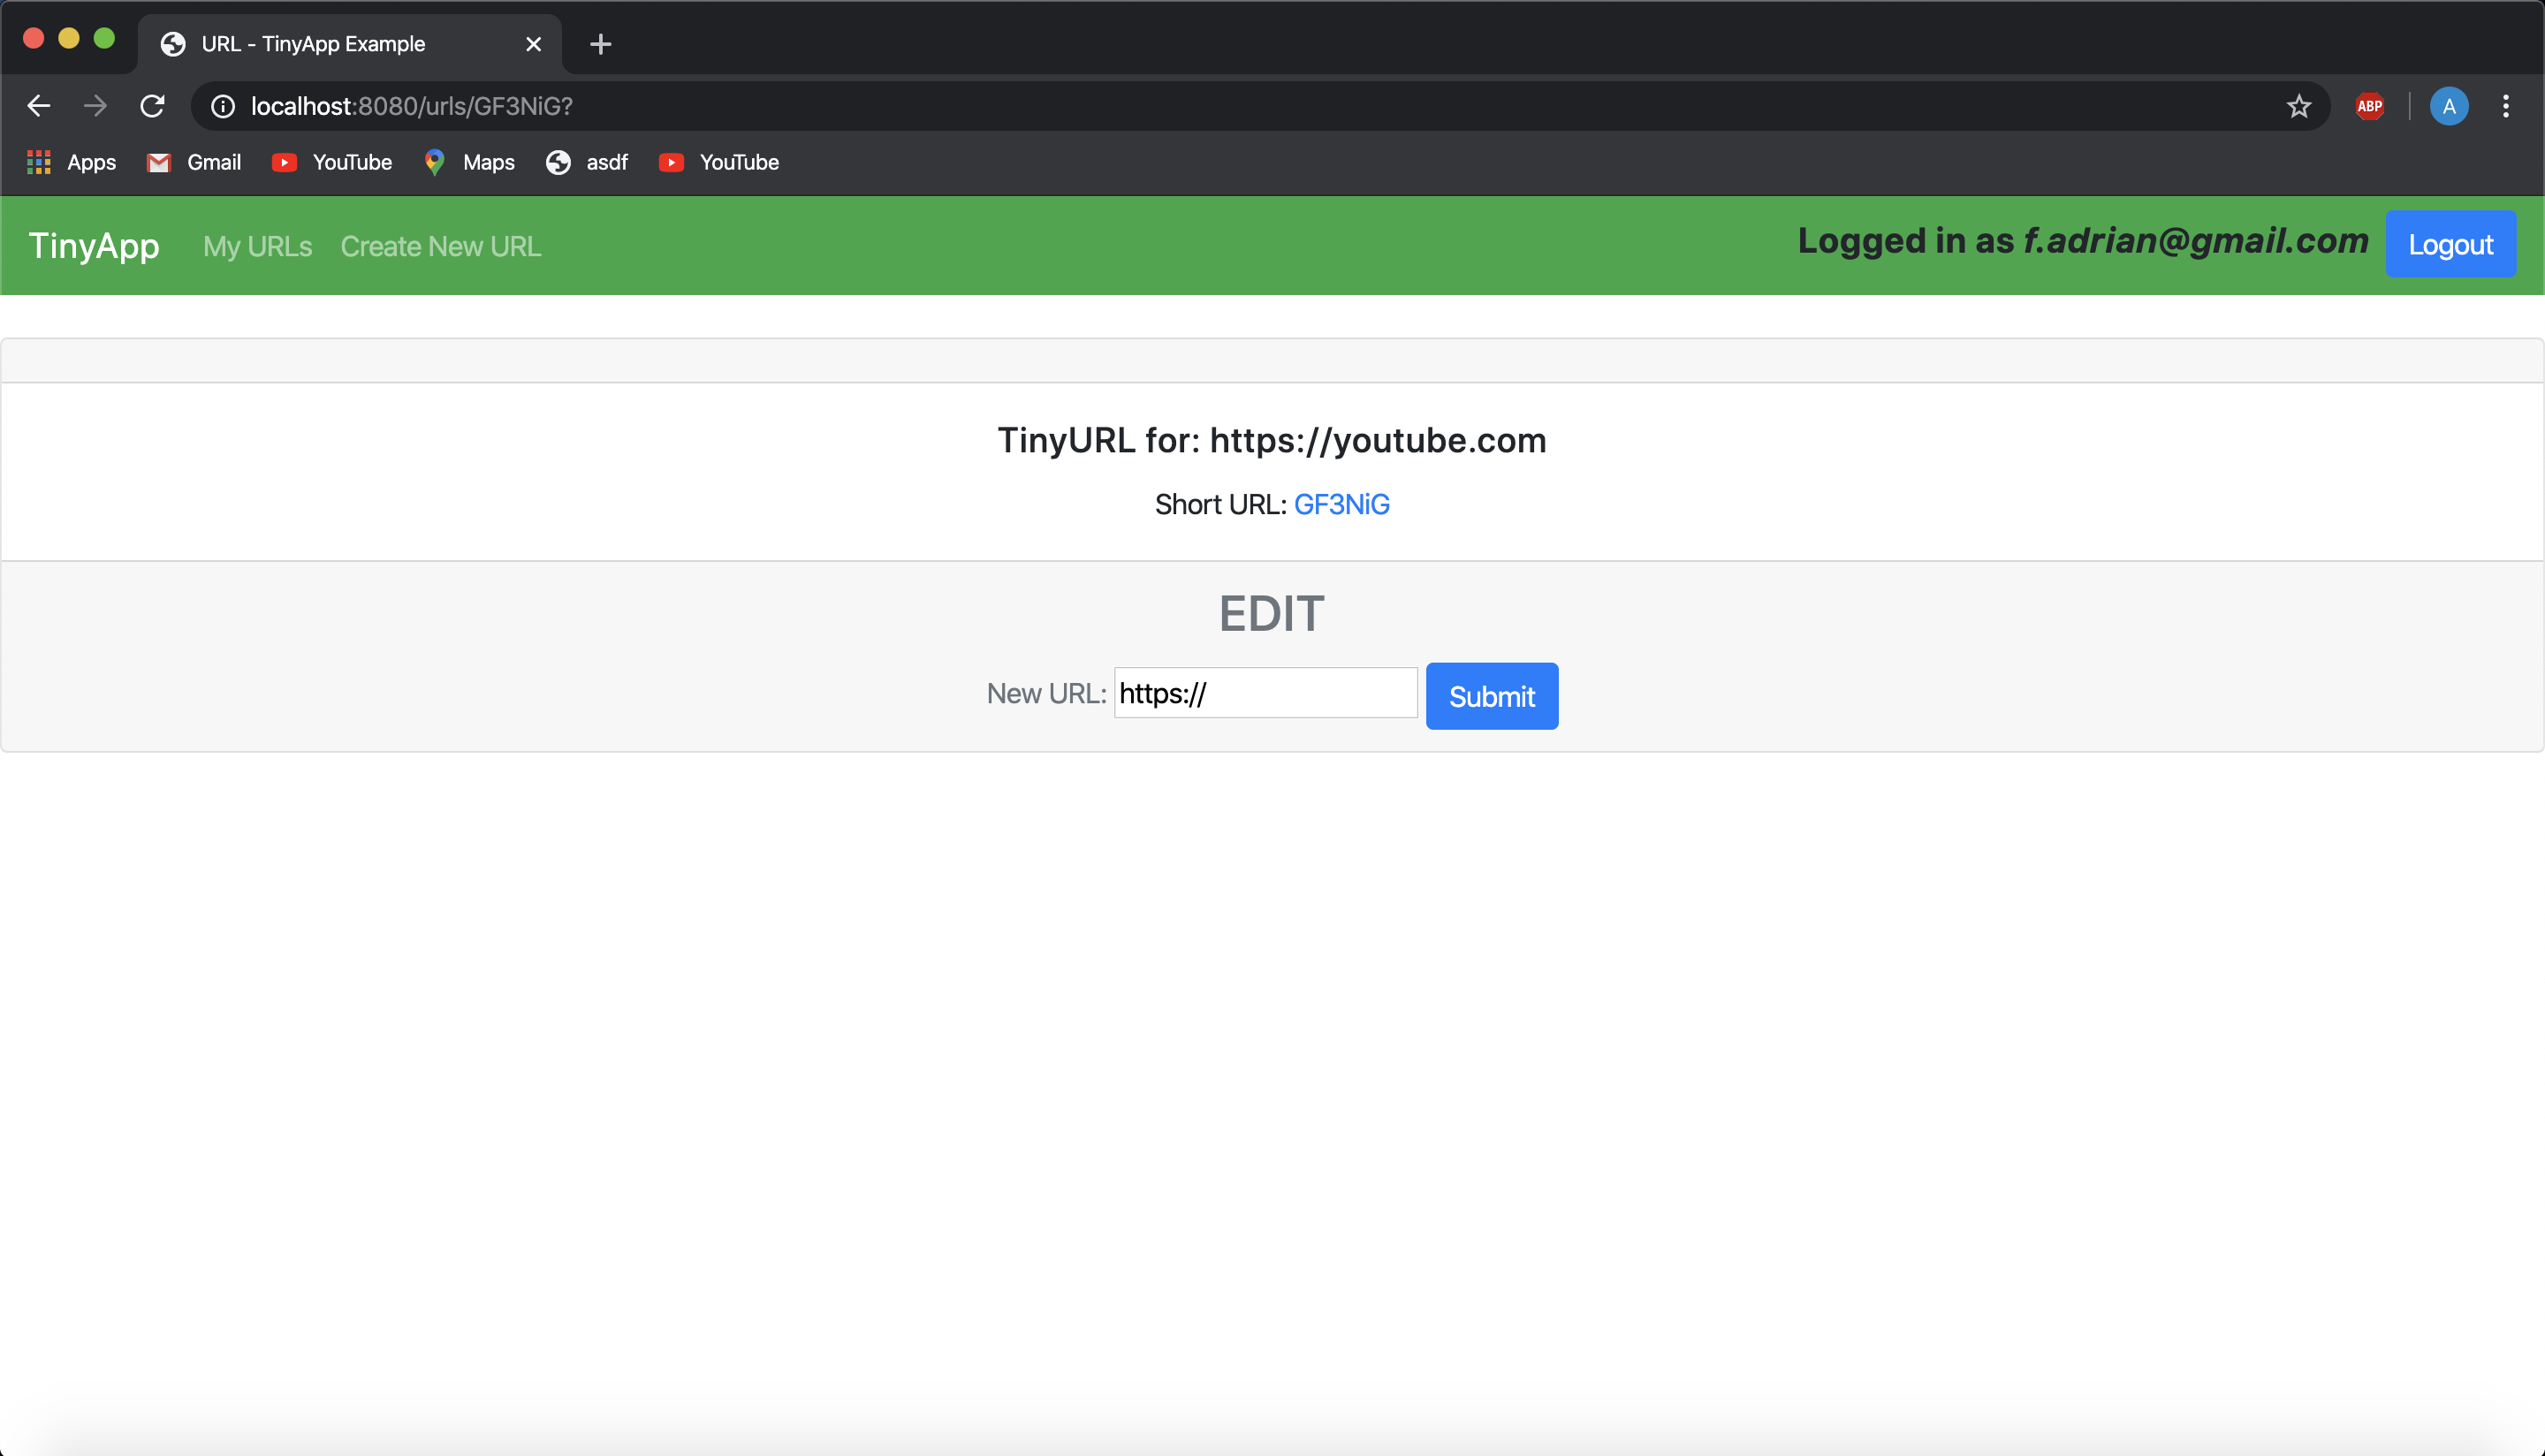 URL - TinyApp Example
localhost:8080/urls/GF3NiG?
ABP
A
Apps Gmail YouTube Maps asdf YouTube
TinyApp My URLs Create New URL Logged in as f.adrian@gmail.com Logout
TinyURL for: https://youtube.com
Short URL: GF3NiG
EDIT
New URL: https:// Submit